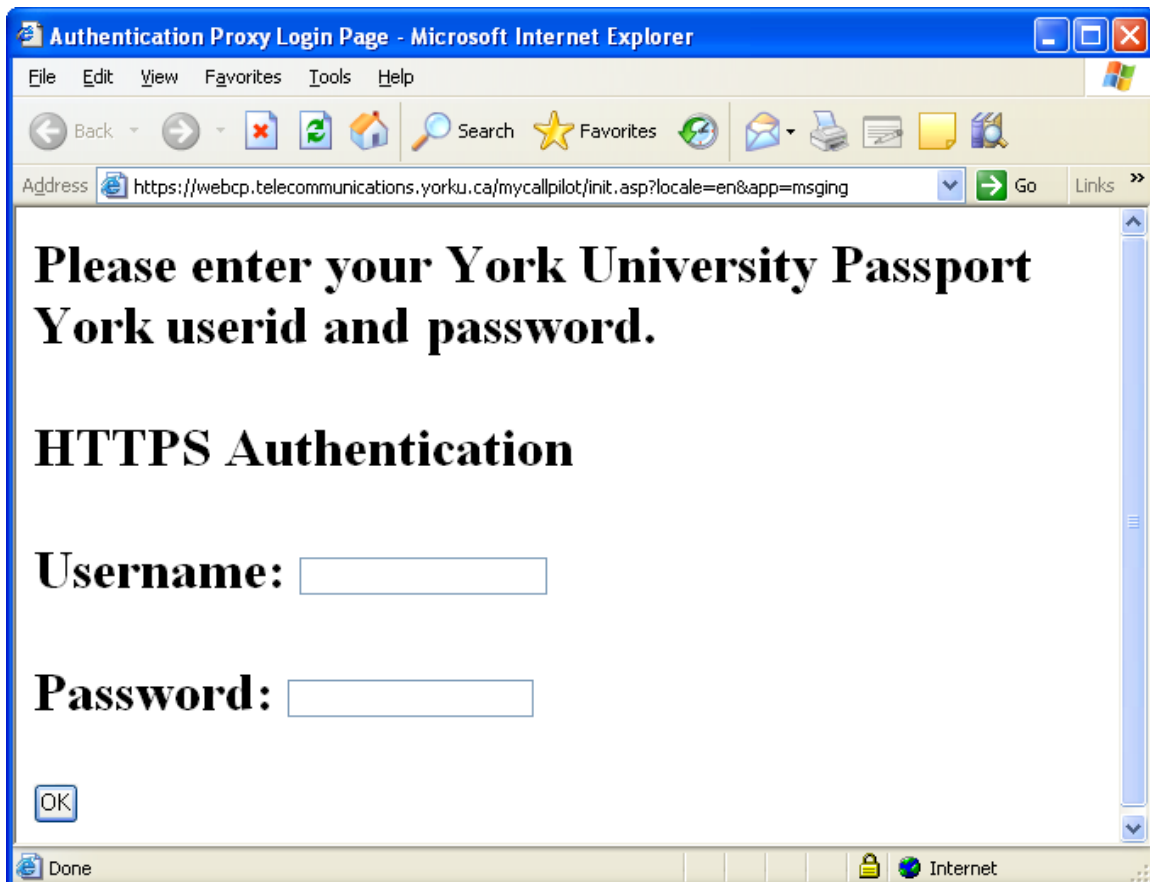 Authentication Proxy Login Page - Microsoft Internet Explorer
File Edit View Favorites Tools Help
Back Search Favorites
Address https://webcp.telecommunications.yorku.ca/mycallpilot/init.asp?locale=en&app=msging Go Links »
Please enter your York University Passport
York userid and password.
HTTPS Authentication
Username:
Password:
OK
Done Internet